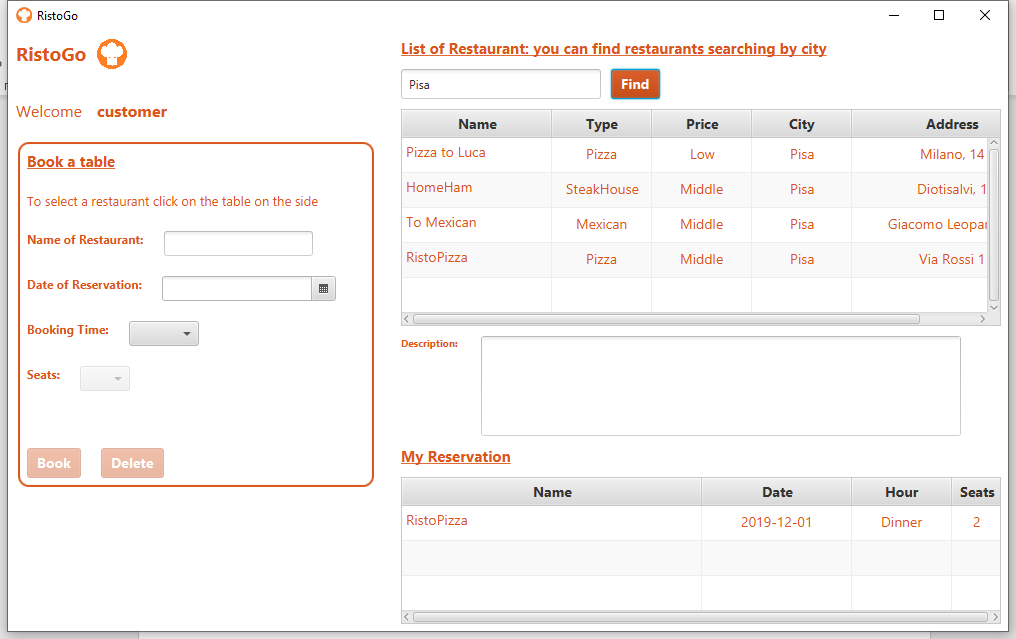 RistoGo
RistoGo
Welcome customer
Book a table
To select a restaurant click on the table on the side
Name of Restaurant:
Date of Reservation:
Booking Time:
Seats:
Book Delete
List of Restaurant: you can find restaurants searching by city
Pisa Find
Name Type Price City Address
Pizza to Luca Pizza Low Pisa Milano, 14
HomeHam SteakHouse Middle Pisa Diotisalvi, 1
To Mexican Mexican Middle Pisa Giacomo Leopar
RistoPizza Pizza Middle Pisa Via Rossi 1
Description:
My Reservation
Name Date Hour Seats
RistoPizza 2019-12-01 Dinner 2